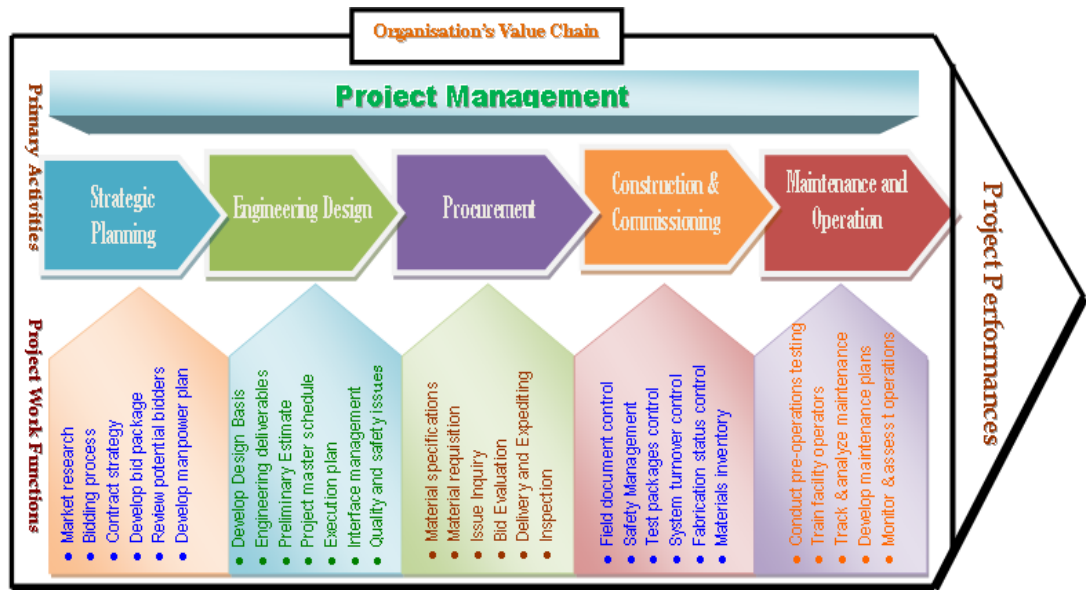 Organisation's Value Chain
Project Management
Primary Activities
Strategic
Planning
Engineering Design
Procurement
Construction &
Commissioning
Maintenance and
Operation
Project Performances
Project Work Functions
● Market research
● Bidding process
● Contract strategy
● Develop bid package
● Review potential bidders
● Develop manpower plan
● Develop Design Basis
● Engineering deliverables
● Preliminary Estimate
● Project master schedule
● Execution plan
● Interface management
● Quality and safety issues
● Material specifications
● Material requisition
● Issue Inquiry
● Bid Evaluation
● Delivery and Expediting
● Inspection
● Field document control
● Safety Management
● Test packages control
● System turnover control
● Fabrication status control
● Materials inventory
● Conduct pre-operations testing
● Train facility operators
● Track & analyze maintenance
● Develop maintenance plans
● Monitor & assess t operations